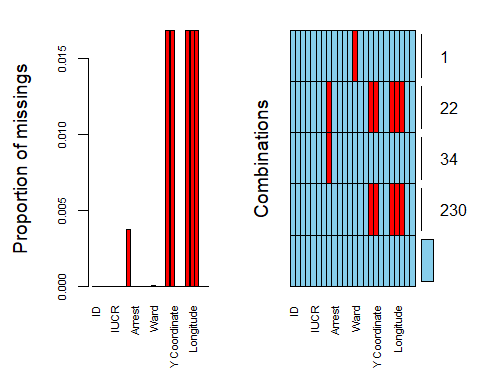 Proportion of missings
0.000
0.005
0.010
0.015
ID
IUCR
Arrest
Ward
Y Coordinate
Longitude
Combinations
ID
IUCR
Arrest
Ward
Y Coordinate
Longitude
1
22
34
230